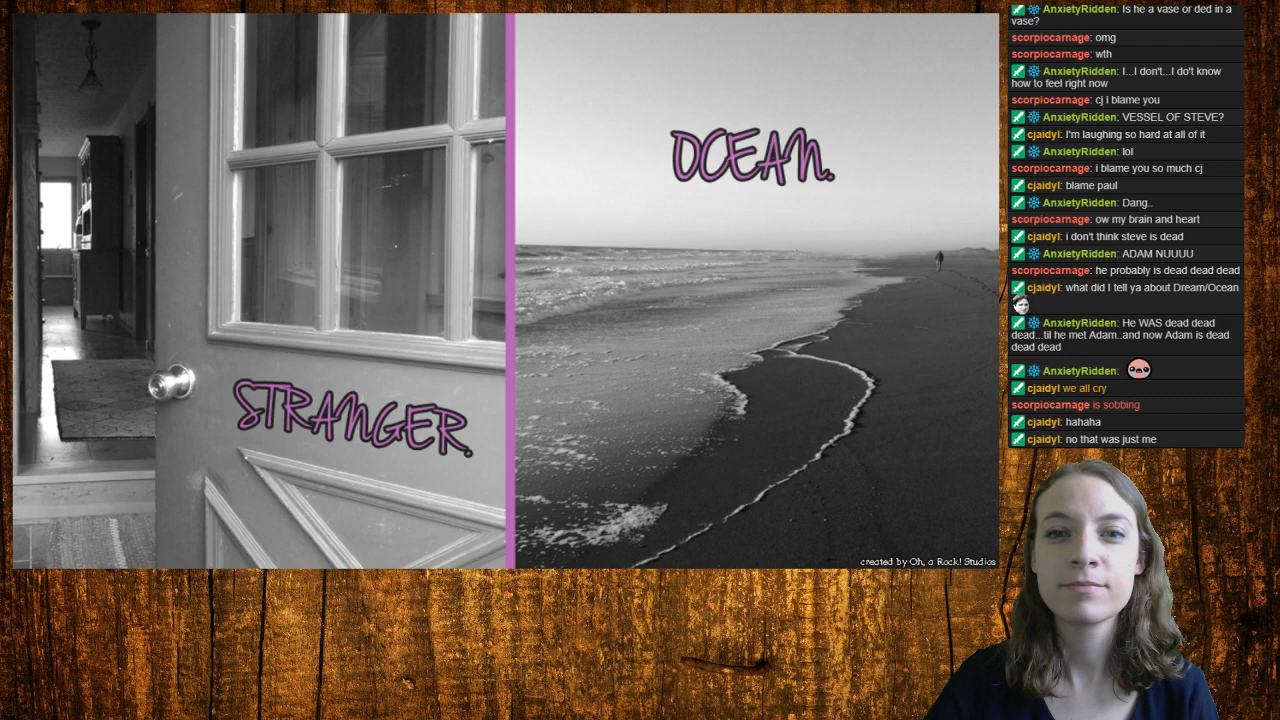 STRANGER.
OCEAN.
created by Oh, a Rock! Studios
AnxietyRidden: Is he a vase or ded in a
vase?
scorpiocarnage: omg
scorpiocarnage: wth
AnxietyRidden: I...I don't...I do't know
how to feel right now
scorpiocarnage: cj i blame you
AnxietyRidden: VESSEL OF STEVE?
cjaidyl: I'm laughing so hard at all of it
AnxietyRidden: lol
scorpiocarnage: i blame you so much cj
cjaidyl: blame paul
AnxietyRidden: Dang..
scorpiocarnage: ow my brain and heart
cjaidyl: i don't think steve is dead
AnxietyRidden: ADAM NUUUU
scorpiocarnage: he probably is dead dead dead
cjaidyl: what did I tell ya about Dream/Ocean
AnxietyRidden: He WAS dead dead
dead...til he met Adam..and now Adam is dead
dead dead
AnxietyRidden:
cjaidyl we all cry
scorpiocarnage is sobbing
cjaidyl: hahaha
cjaidyl: no that was just me